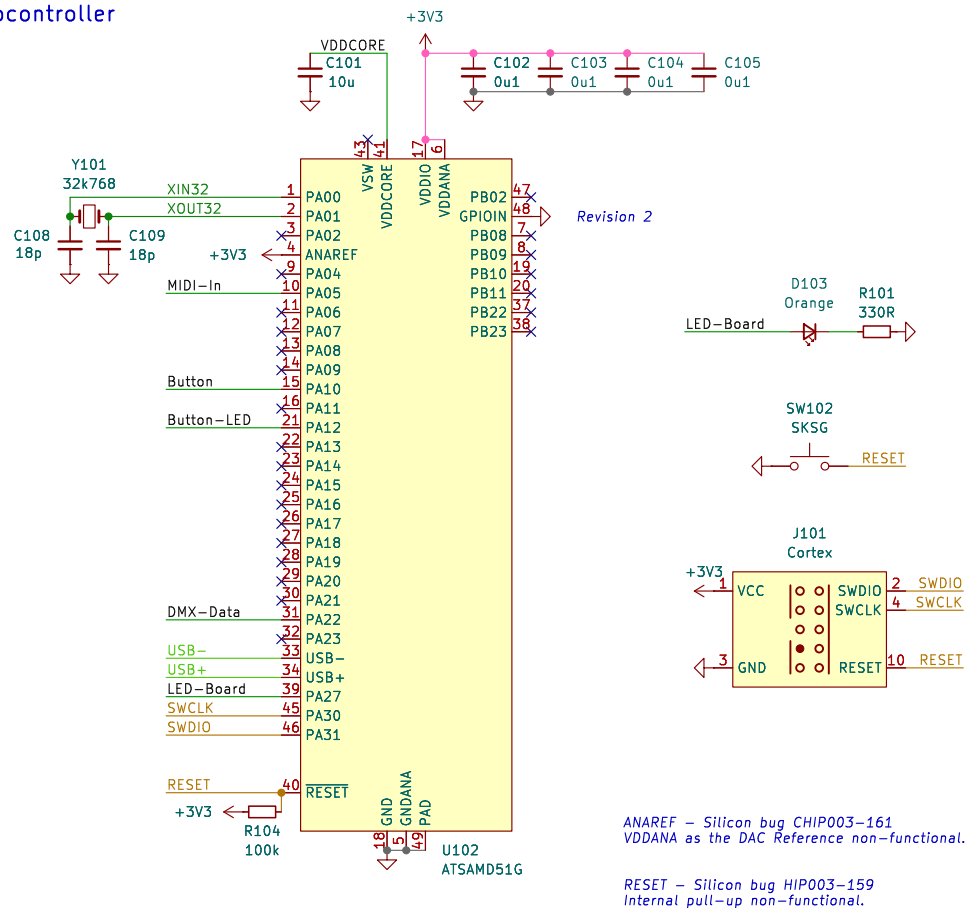 ocontroller
+3V3
VDDCORE
C101
10u
C102
0u1
C103
0u1
C104
0u1
C105
0u1
43
41
17
6
VSW
VDDCORE
VDDIO
VDDANA
Y101
32k768
XIN32
XOUT32
C108
18p
C109
18p
+3V3
MIDI-In
Button
Button-LED
DMX-Data
USB-
USB+
LED-Board
SWCLK
SWDIO
RESET
+3V3
R104
100k
1 PA00
2 PA01
3 PA02
4 ANAREF
9 PA04
10 PA05
11 PA06
12 PA07
13 PA08
14 PA09
15 PA10
16 PA11
21 PA12
22 PA13
23 PA14
24 PA15
25 PA16
26 PA17
27 PA18
28 PA19
29 PA20
30 PA21
31 PA22
32 PA23
33 USB-
34 USB+
39 PA27
45 PA30
46 PA31
40 RESET
PB02 47
GPIOIN 48
PB08 7
PB09 8
PB10 19
PB11 20
PB22 37
PB23 38
GND
GNDANA
PAD
18
5
49
U102
ATSAMD51G
Revision 2
D103
Orange
R101
330R
LED-Board
SW102
SKSG
RESET
J101
Cortex
+3V3
1 VCC
3 GND
SWDIO 2 SWDIO
SWCLK 4 SWCLK
RESET 10 RESET
ANAREF - Silicon bug CHIP003-161
VDDANA as the DAC Reference non-functional.
RESET - Silicon bug HIP003-159
Internal pull-up non-functional.